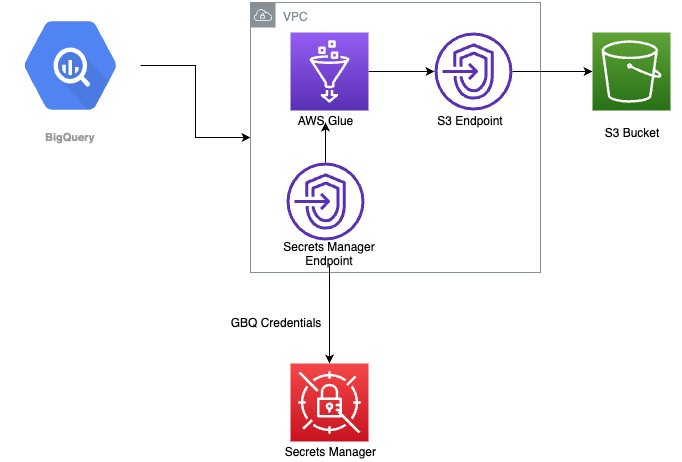 VPC
BigQuery
AWS Glue
S3 Endpoint
S3 Bucket
Secrets Manager
Endpoint
GBQ Credentials
Secrets Manager